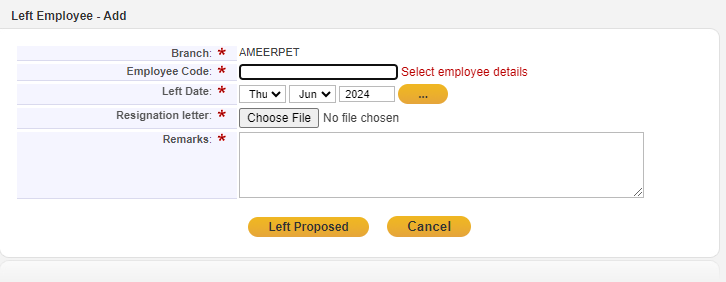 Left Employee - Add
Branch: * AMEERPET
Employee Code: * Select employee details
Left Date: * Thu Jun 2024 ...
Resignation letter: * Choose File No file chosen
Remarks: *
Left Proposed Cancel